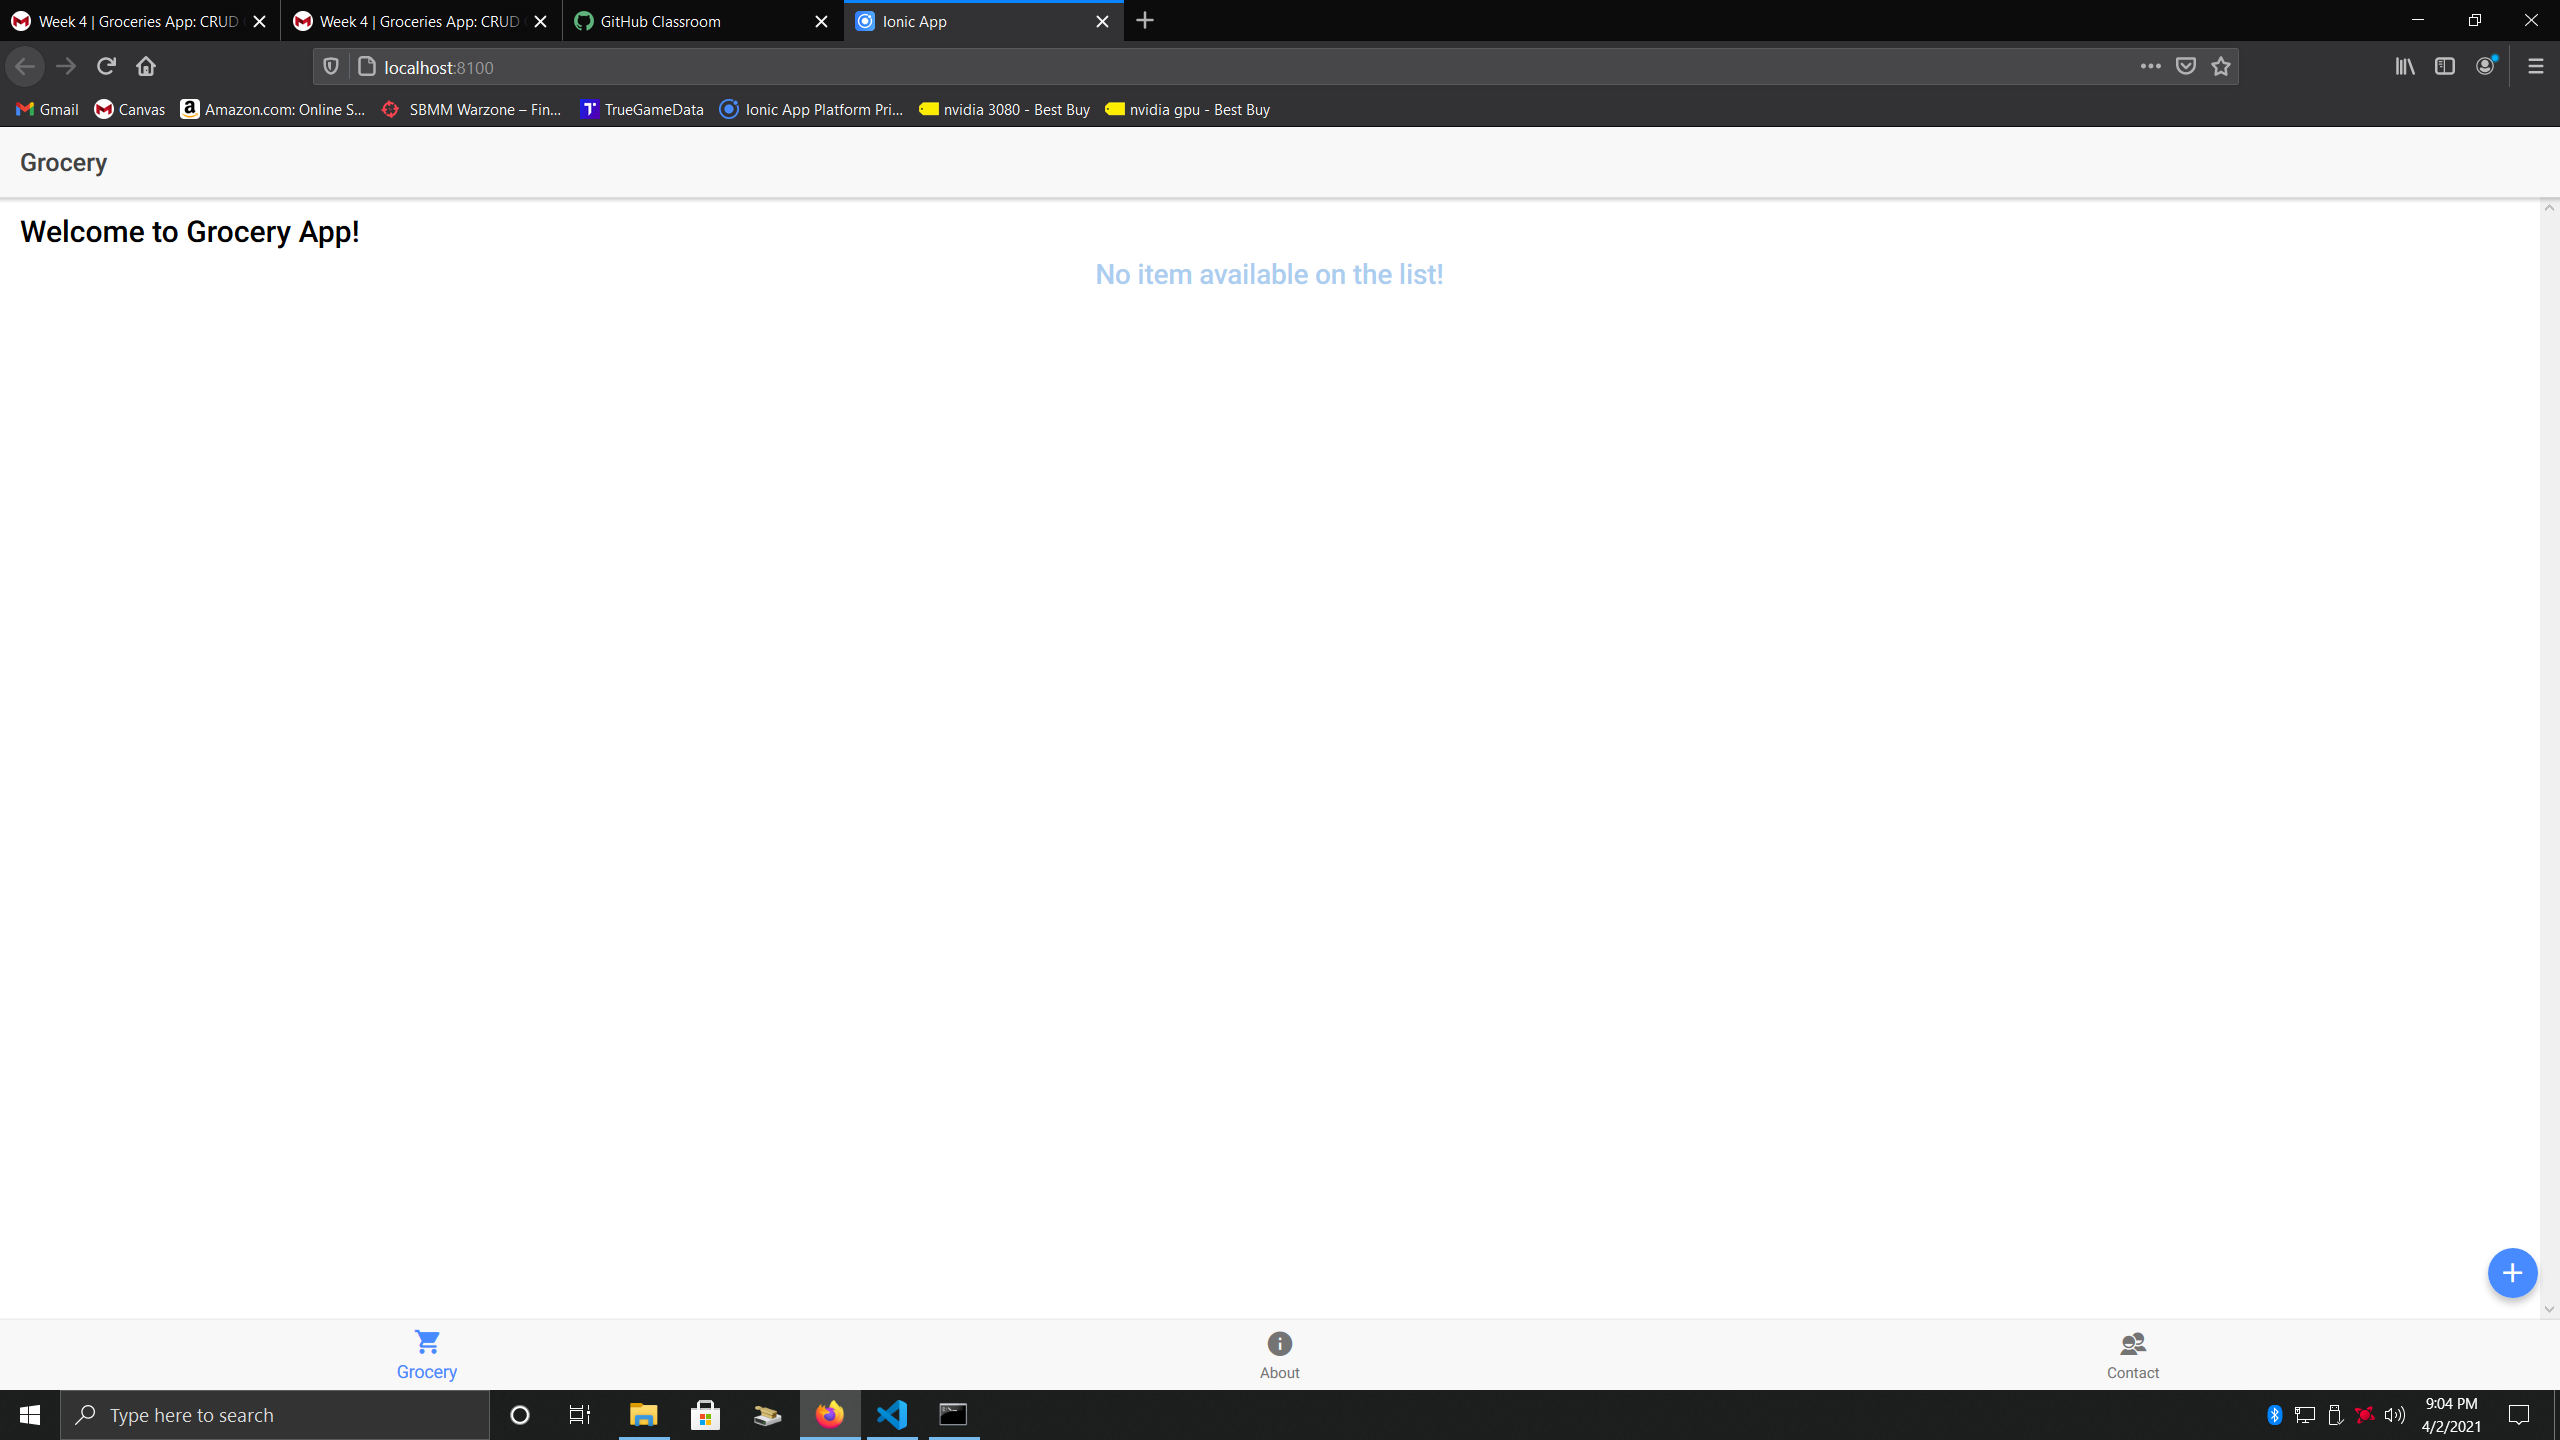 Week 4 | Groceries App: CRUD
Week 4 | Groceries App: CRUD
GitHub Classroom
Ionic App
localhost:8100
Gmail
Canvas
Amazon.com: Online S...
SBMM Warzone – Fin...
TrueGameData
Ionic App Platform Pri...
nvidia 3080 - Best Buy
nvidia gpu - Best Buy
Grocery
Welcome to Grocery App!
No item available on the list!
Grocery
About
Contact
Type here to search
9:04 PM
4/2/2021